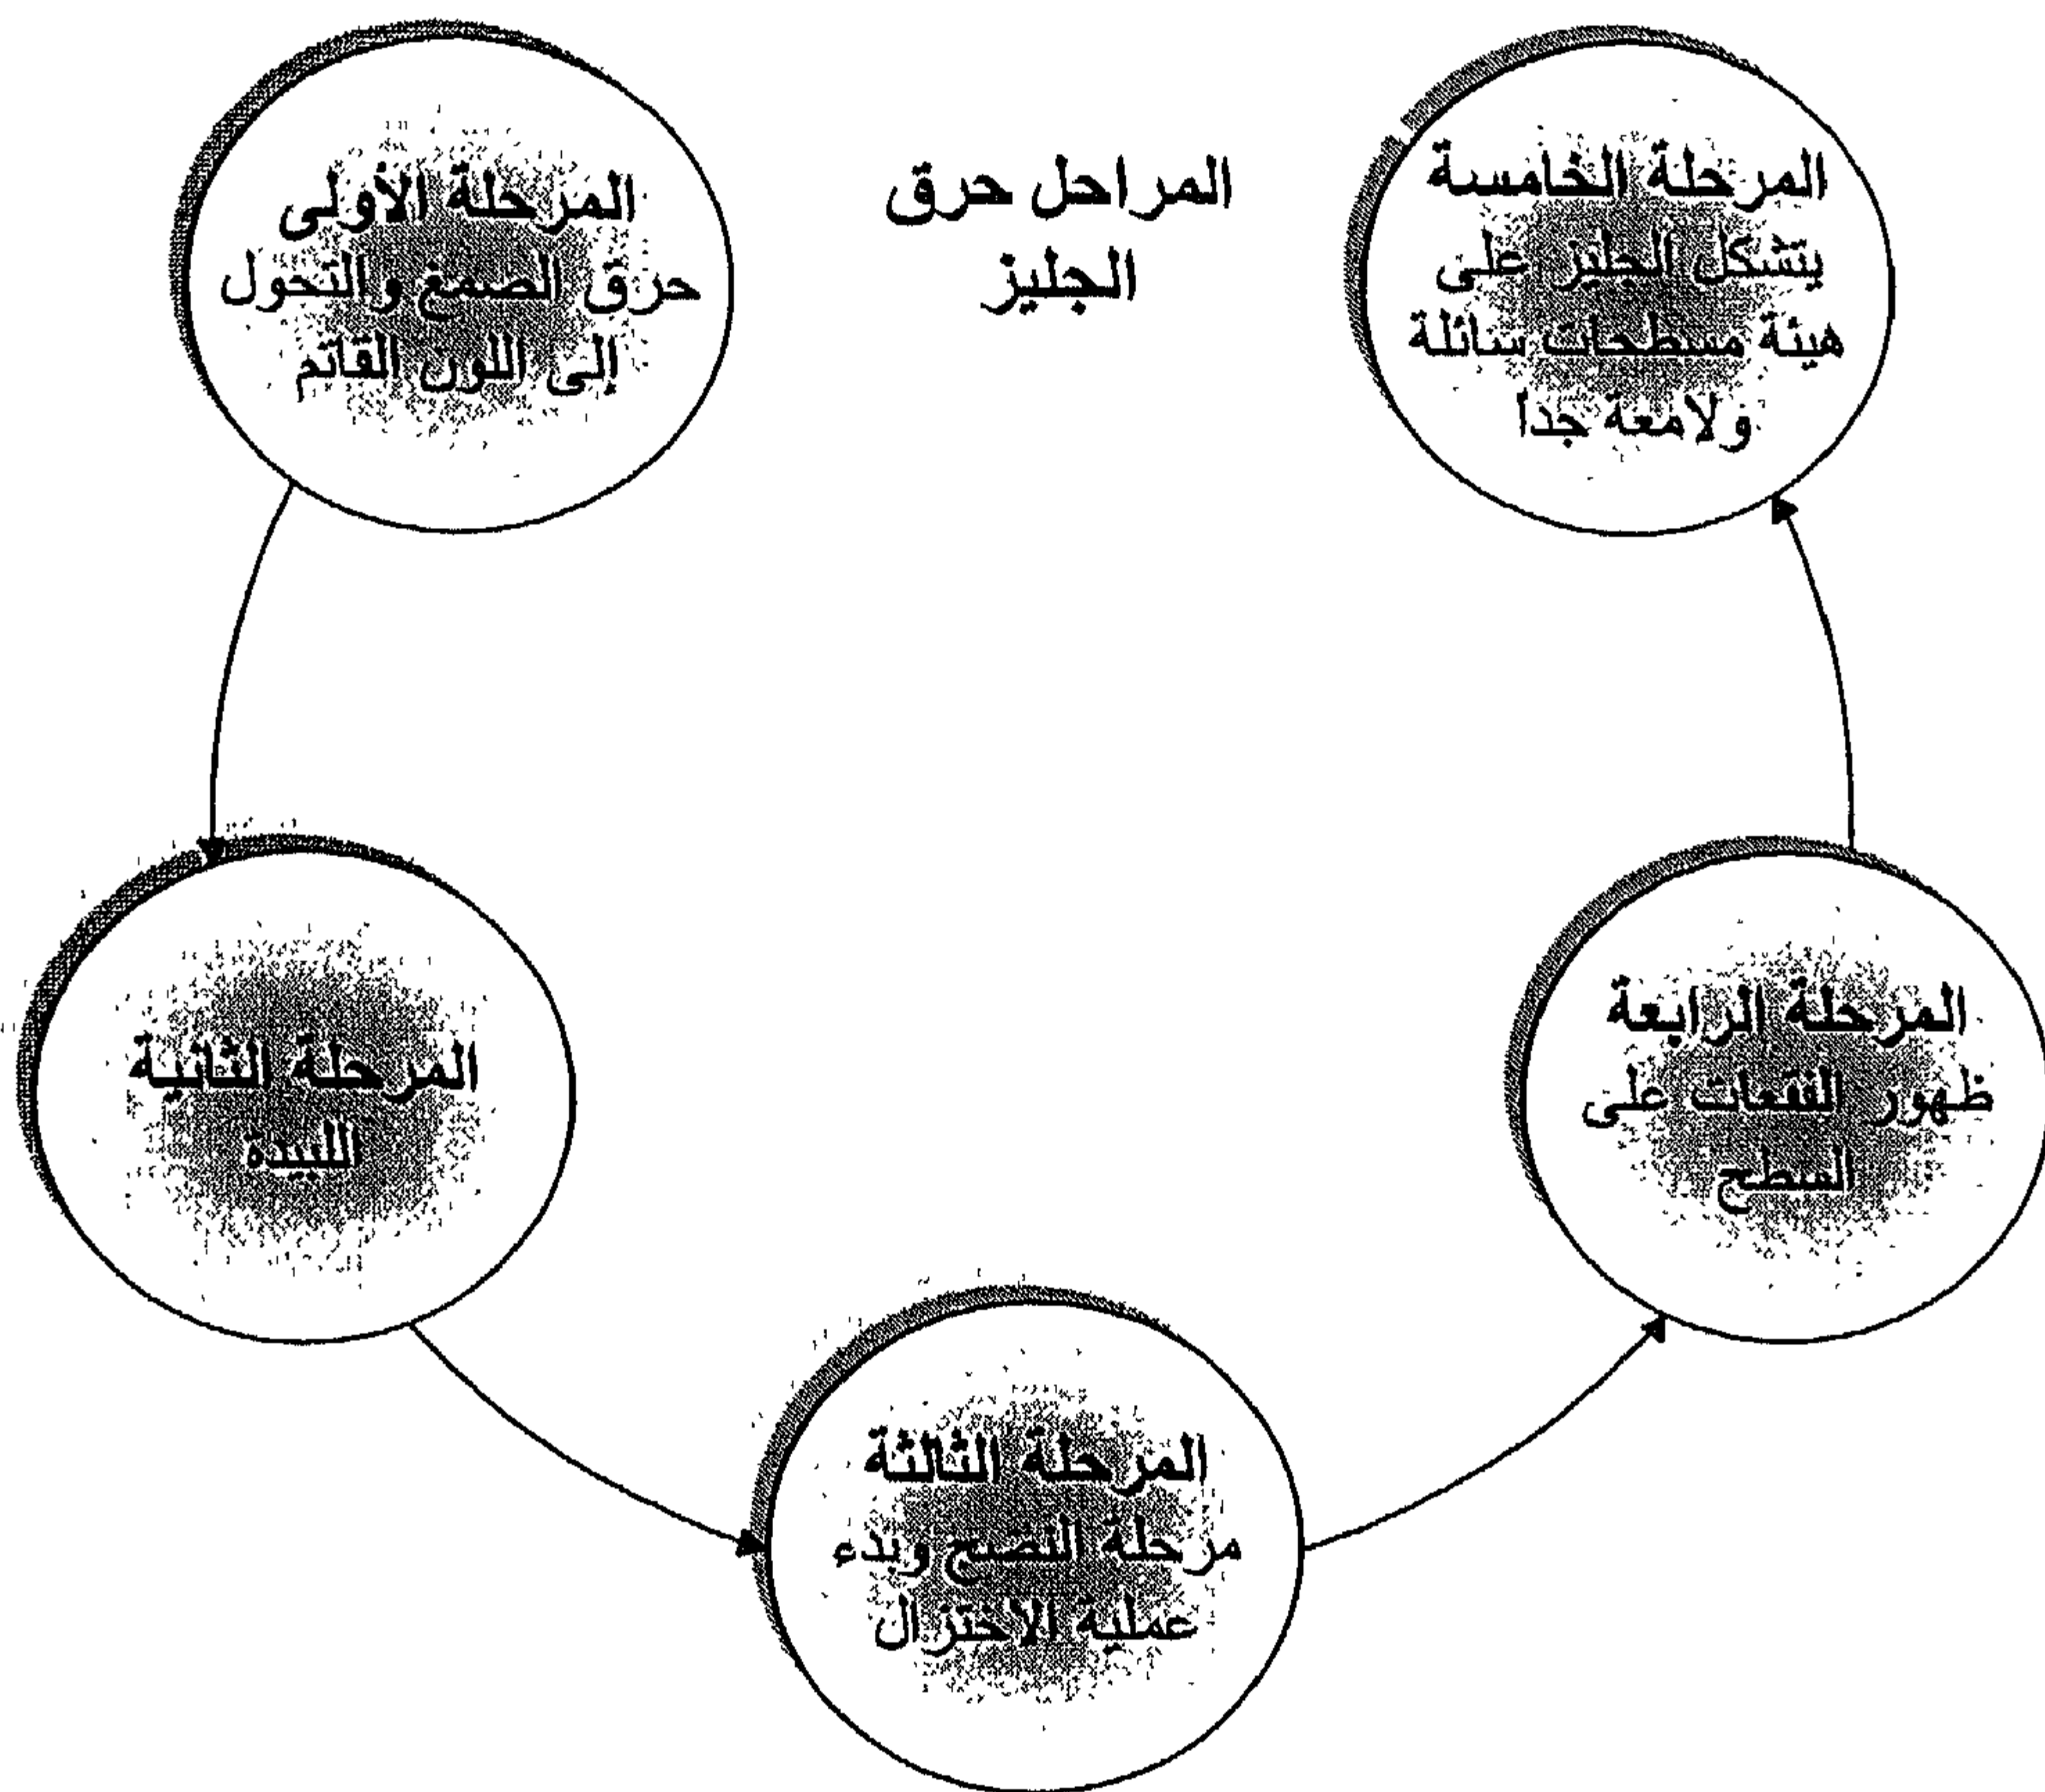 المراحل حرق
الجليز
المرحلة الأولى
حرق الصمغ والتحول
إلى اللون القاتم
المرحلة الثانية
اللبيدة
المرحلة الثالثة
مرحلة النضج وبدء
عملية الاختزال
المرحلة الرابعة
ظهور الفقعات على
السطح
المرحلة الخامسة
يتشكل الجليز على
هيئة مسطحات سائلة
ولامعة جدا